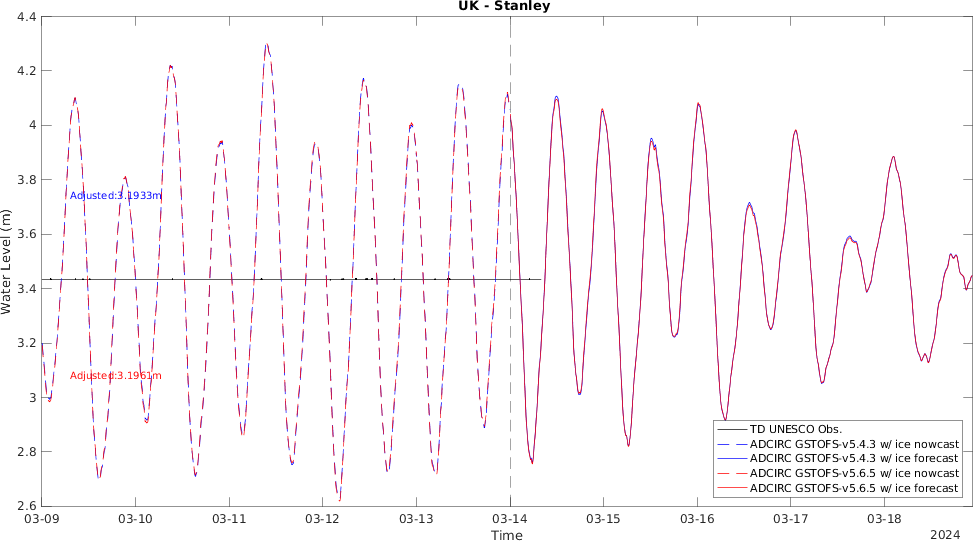 UK - Stanley
Water Level (m)
4.4
4.2
4
3.8
3.6
3.4
3.2
3
2.8
2.6
Adjusted:3.1933m
Adjusted:3.1961m
TD UNESCO Obs.
ADCIRC GSTOFS-v5.4.3 w/ ice nowcast
ADCIRC GSTOFS-v5.4.3 w/ ice forecast
ADCIRC GSTOFS-v5.6.5 w/ ice nowcast
ADCIRC GSTOFS-v5.6.5 w/ ice forecast
03-09 03-10 03-11 03-12 03-13 03-14 03-15 03-16 03-17 03-18
Time
2024